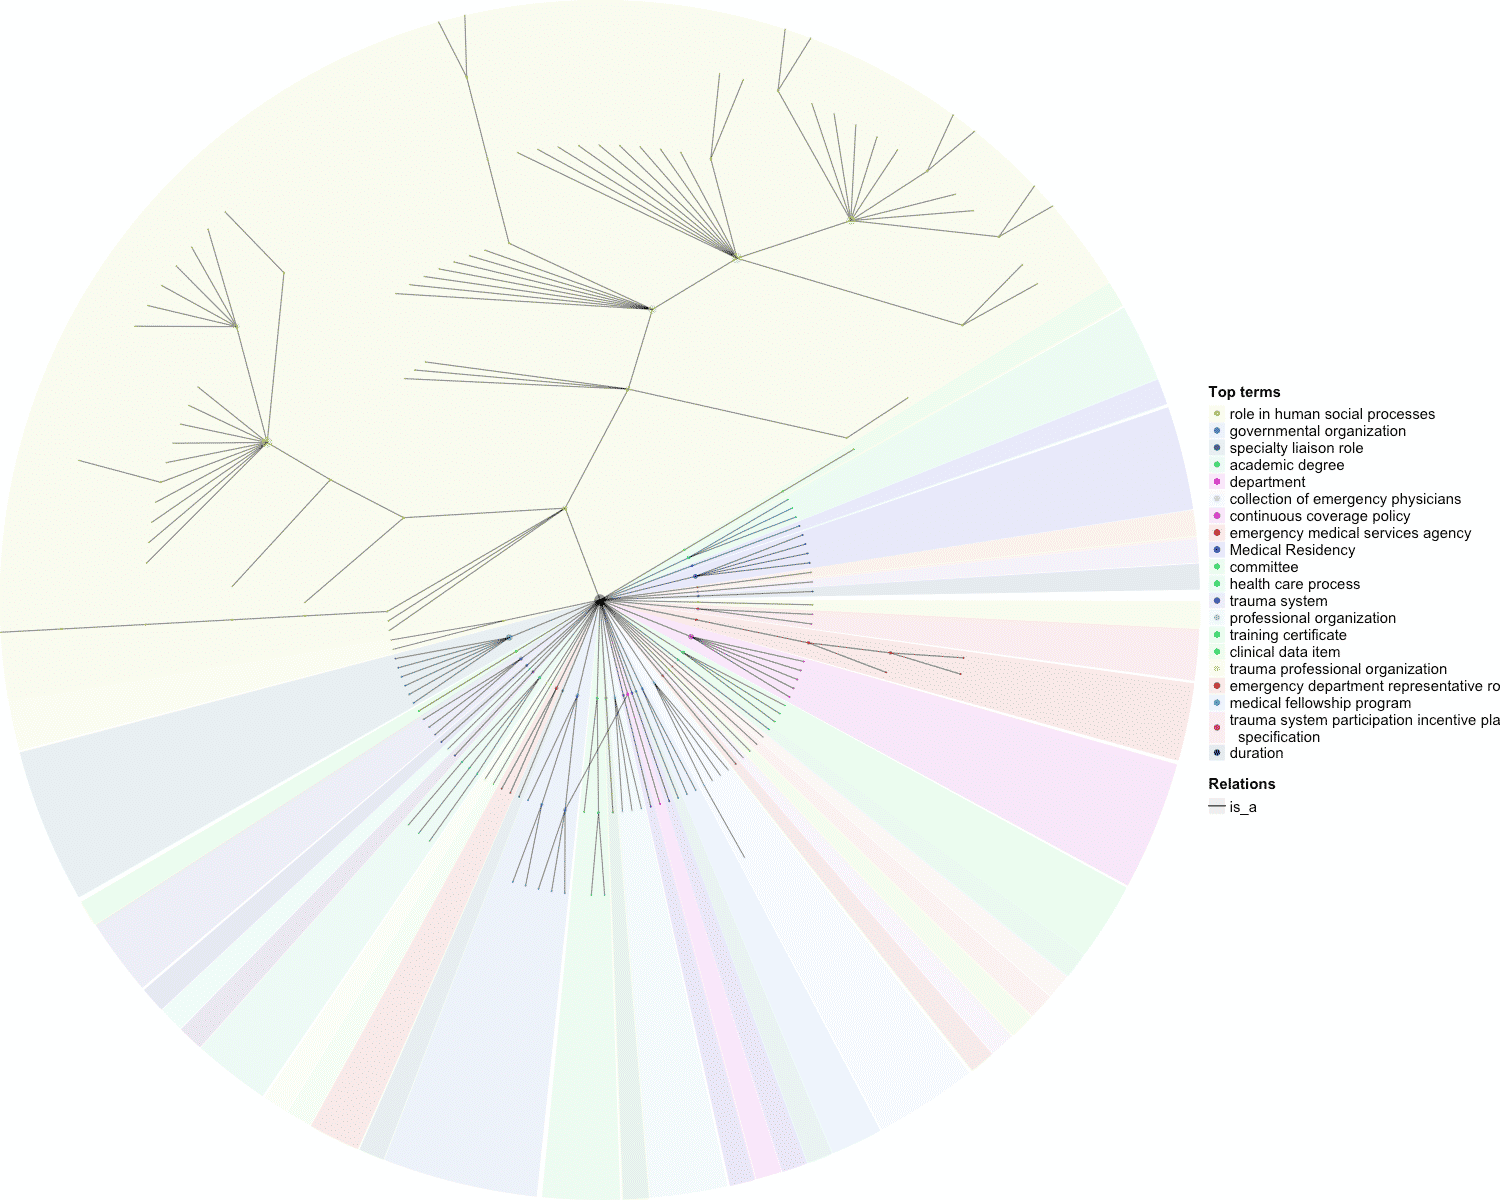 Top terms
role in human social processes
governmental organization
specialty liaison role
academic degree
department
collection of emergency physicians
continuous coverage policy
emergency medical services agency
Medical Residency
committee
health care process
trauma system
professional organization
training certificate
clinical data item
trauma professional organization
emergency department representative ro
medical fellowship program
trauma system participation incentive pla
specification
duration
Relations
is_a